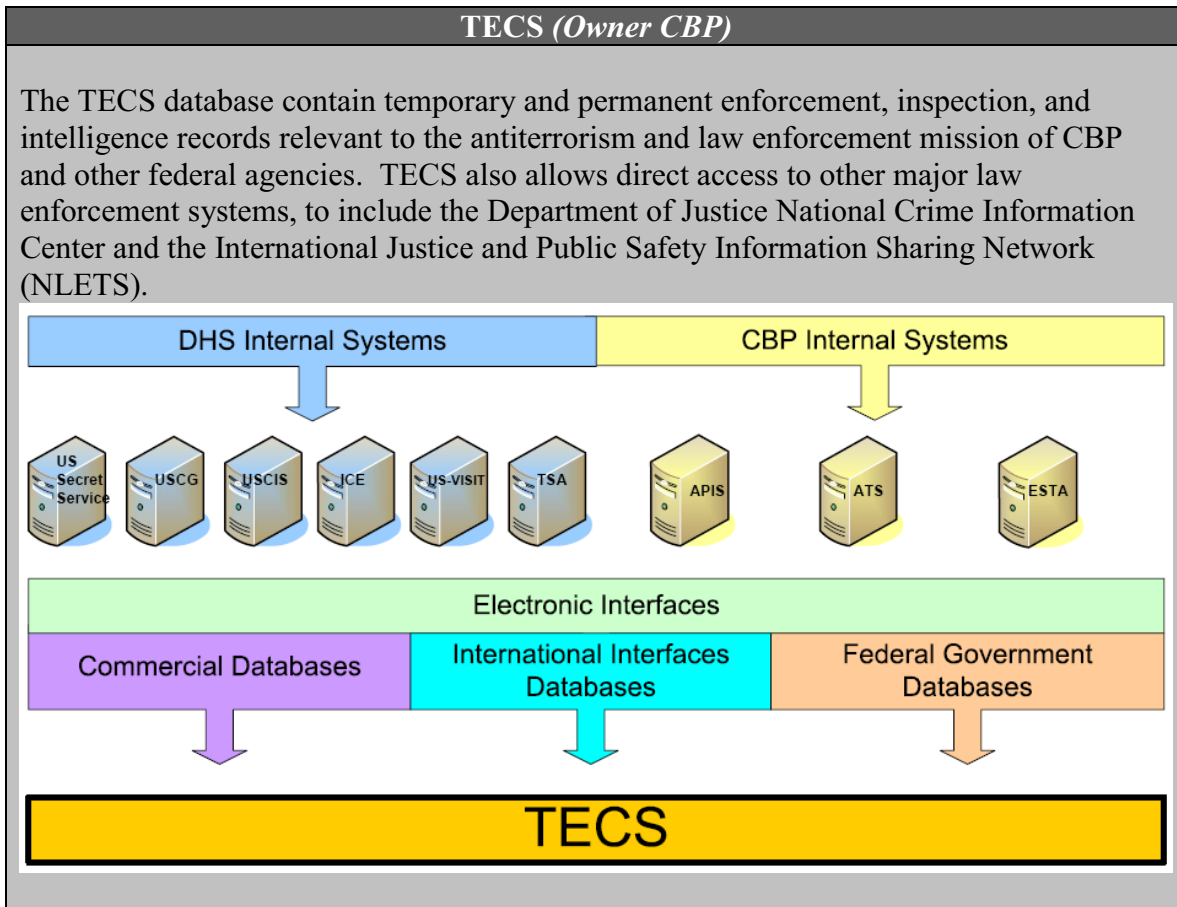 TECS (Owner CBP)
The TECS database contain temporary and permanent enforcement, inspection, and
intelligence records relevant to the antiterrorism and law enforcement mission of CBP
and other federal agencies.  TECS also allows direct access to other major law
enforcement systems, to include the Department of Justice National Crime Information
Center and the International Justice and Public Safety Information Sharing Network
(NLETS).
DHS Internal Systems
CBP Internal Systems
US
Secret
Service
USCG
USCIS
ICE
US-VISIT
TSA
APIS
ATS
ESTA
Electronic Interfaces
Commercial Databases
International Interfaces
Databases
Federal Government
Databases
TECS